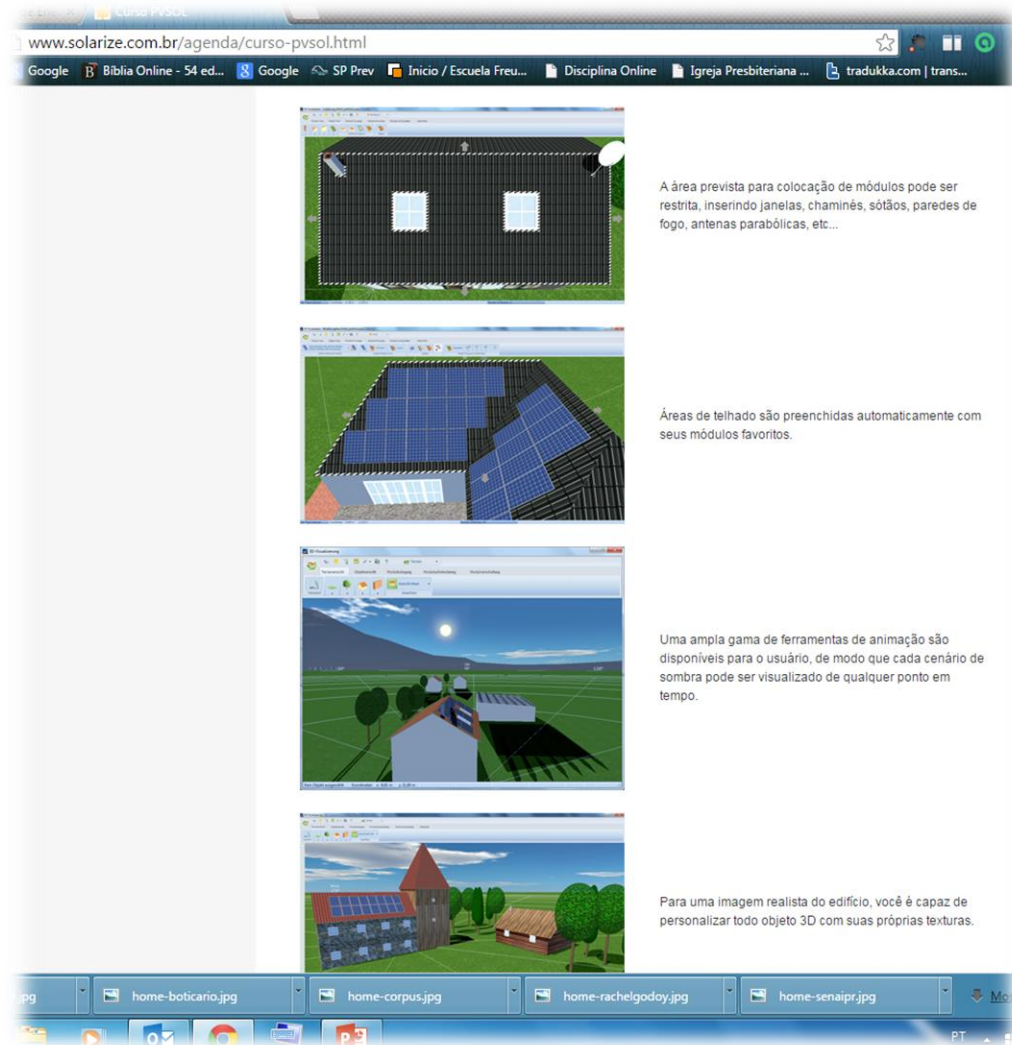 Curso PVSOL
www.solarize.com.br/agenda/curso-pvsol.html
Google Bíblia Online - 54 ed... Google SP Prev Inicio / Escuela Freu... Disciplina Online Igreja Presbiteriana ... tradukka.com | trans...
A área prevista para colocação de módulos pode ser
restrita, inserindo janelas, chaminés, sótãos, paredes de
fogo, antenas parabólicas, etc...
Áreas de telhado são preenchidas automaticamente com
seus módulos favoritos.
Uma ampla gama de ferramentas de animação são
disponíveis para o usuário, de modo que cada cenário de
sombra pode ser visualizado de qualquer ponto em
tempo.
Para uma imagem realista do edifício, você é capaz de
personalizar todo objeto 3D com suas próprias texturas.
home-boticario.jpg home-corpus.jpg home-rachelgodoy.jpg home-senaipr.jpg
PT